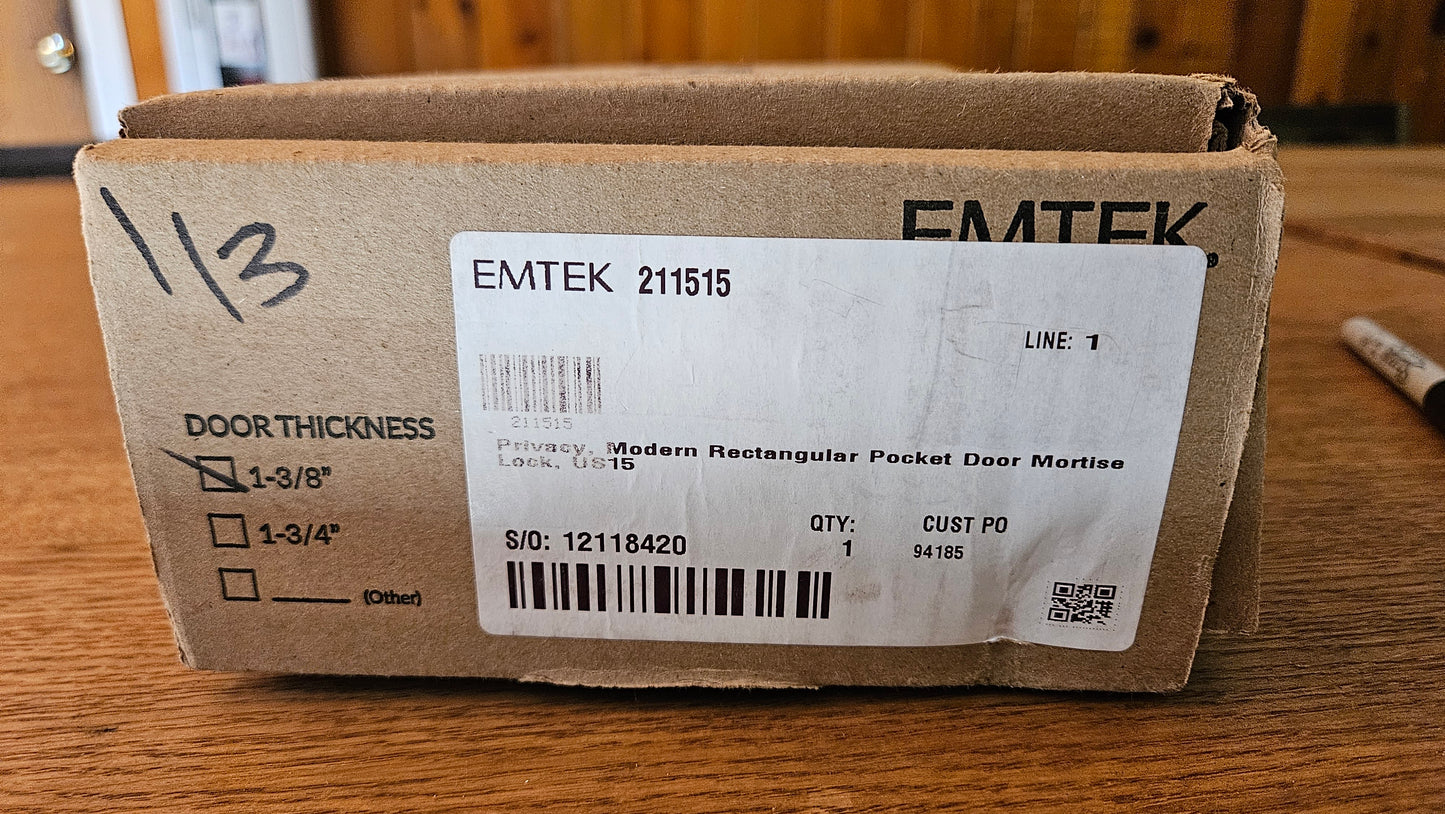 1/3
EMTEK
EMTEK 211515
LINE: 1
211515
Privacy, Modern Rectangular Pocket Door Mortise
Lock, US15
DOOR THICKNESS
1-3/8"
1-3/4"
(Other)
QTY:
CUST PO
S/O: 12118420
1
94185